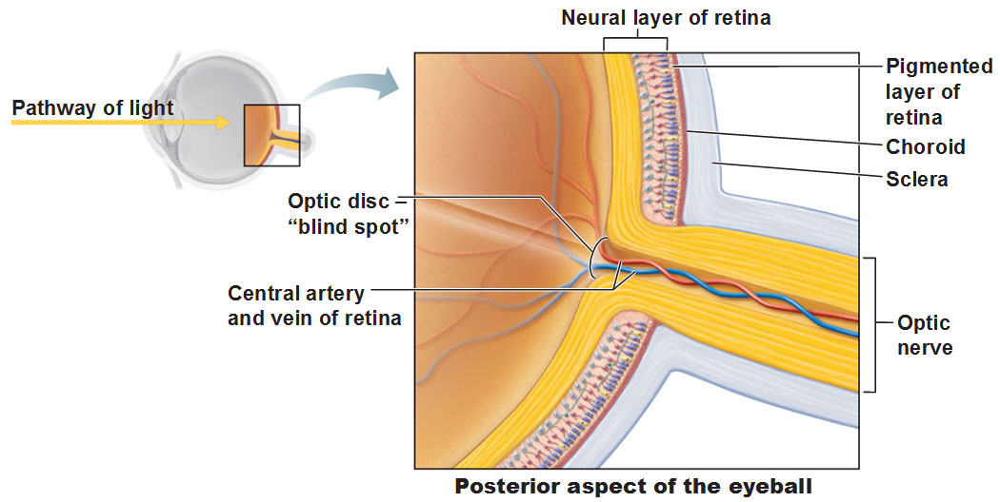 Neural layer of retina
Pathway of light
Pigmented
layer of
retina
Choroid
Sclera
Optic disc –
“blind spot”
Central artery
and vein of retina
Optic
nerve
Posterior aspect of the eyeball